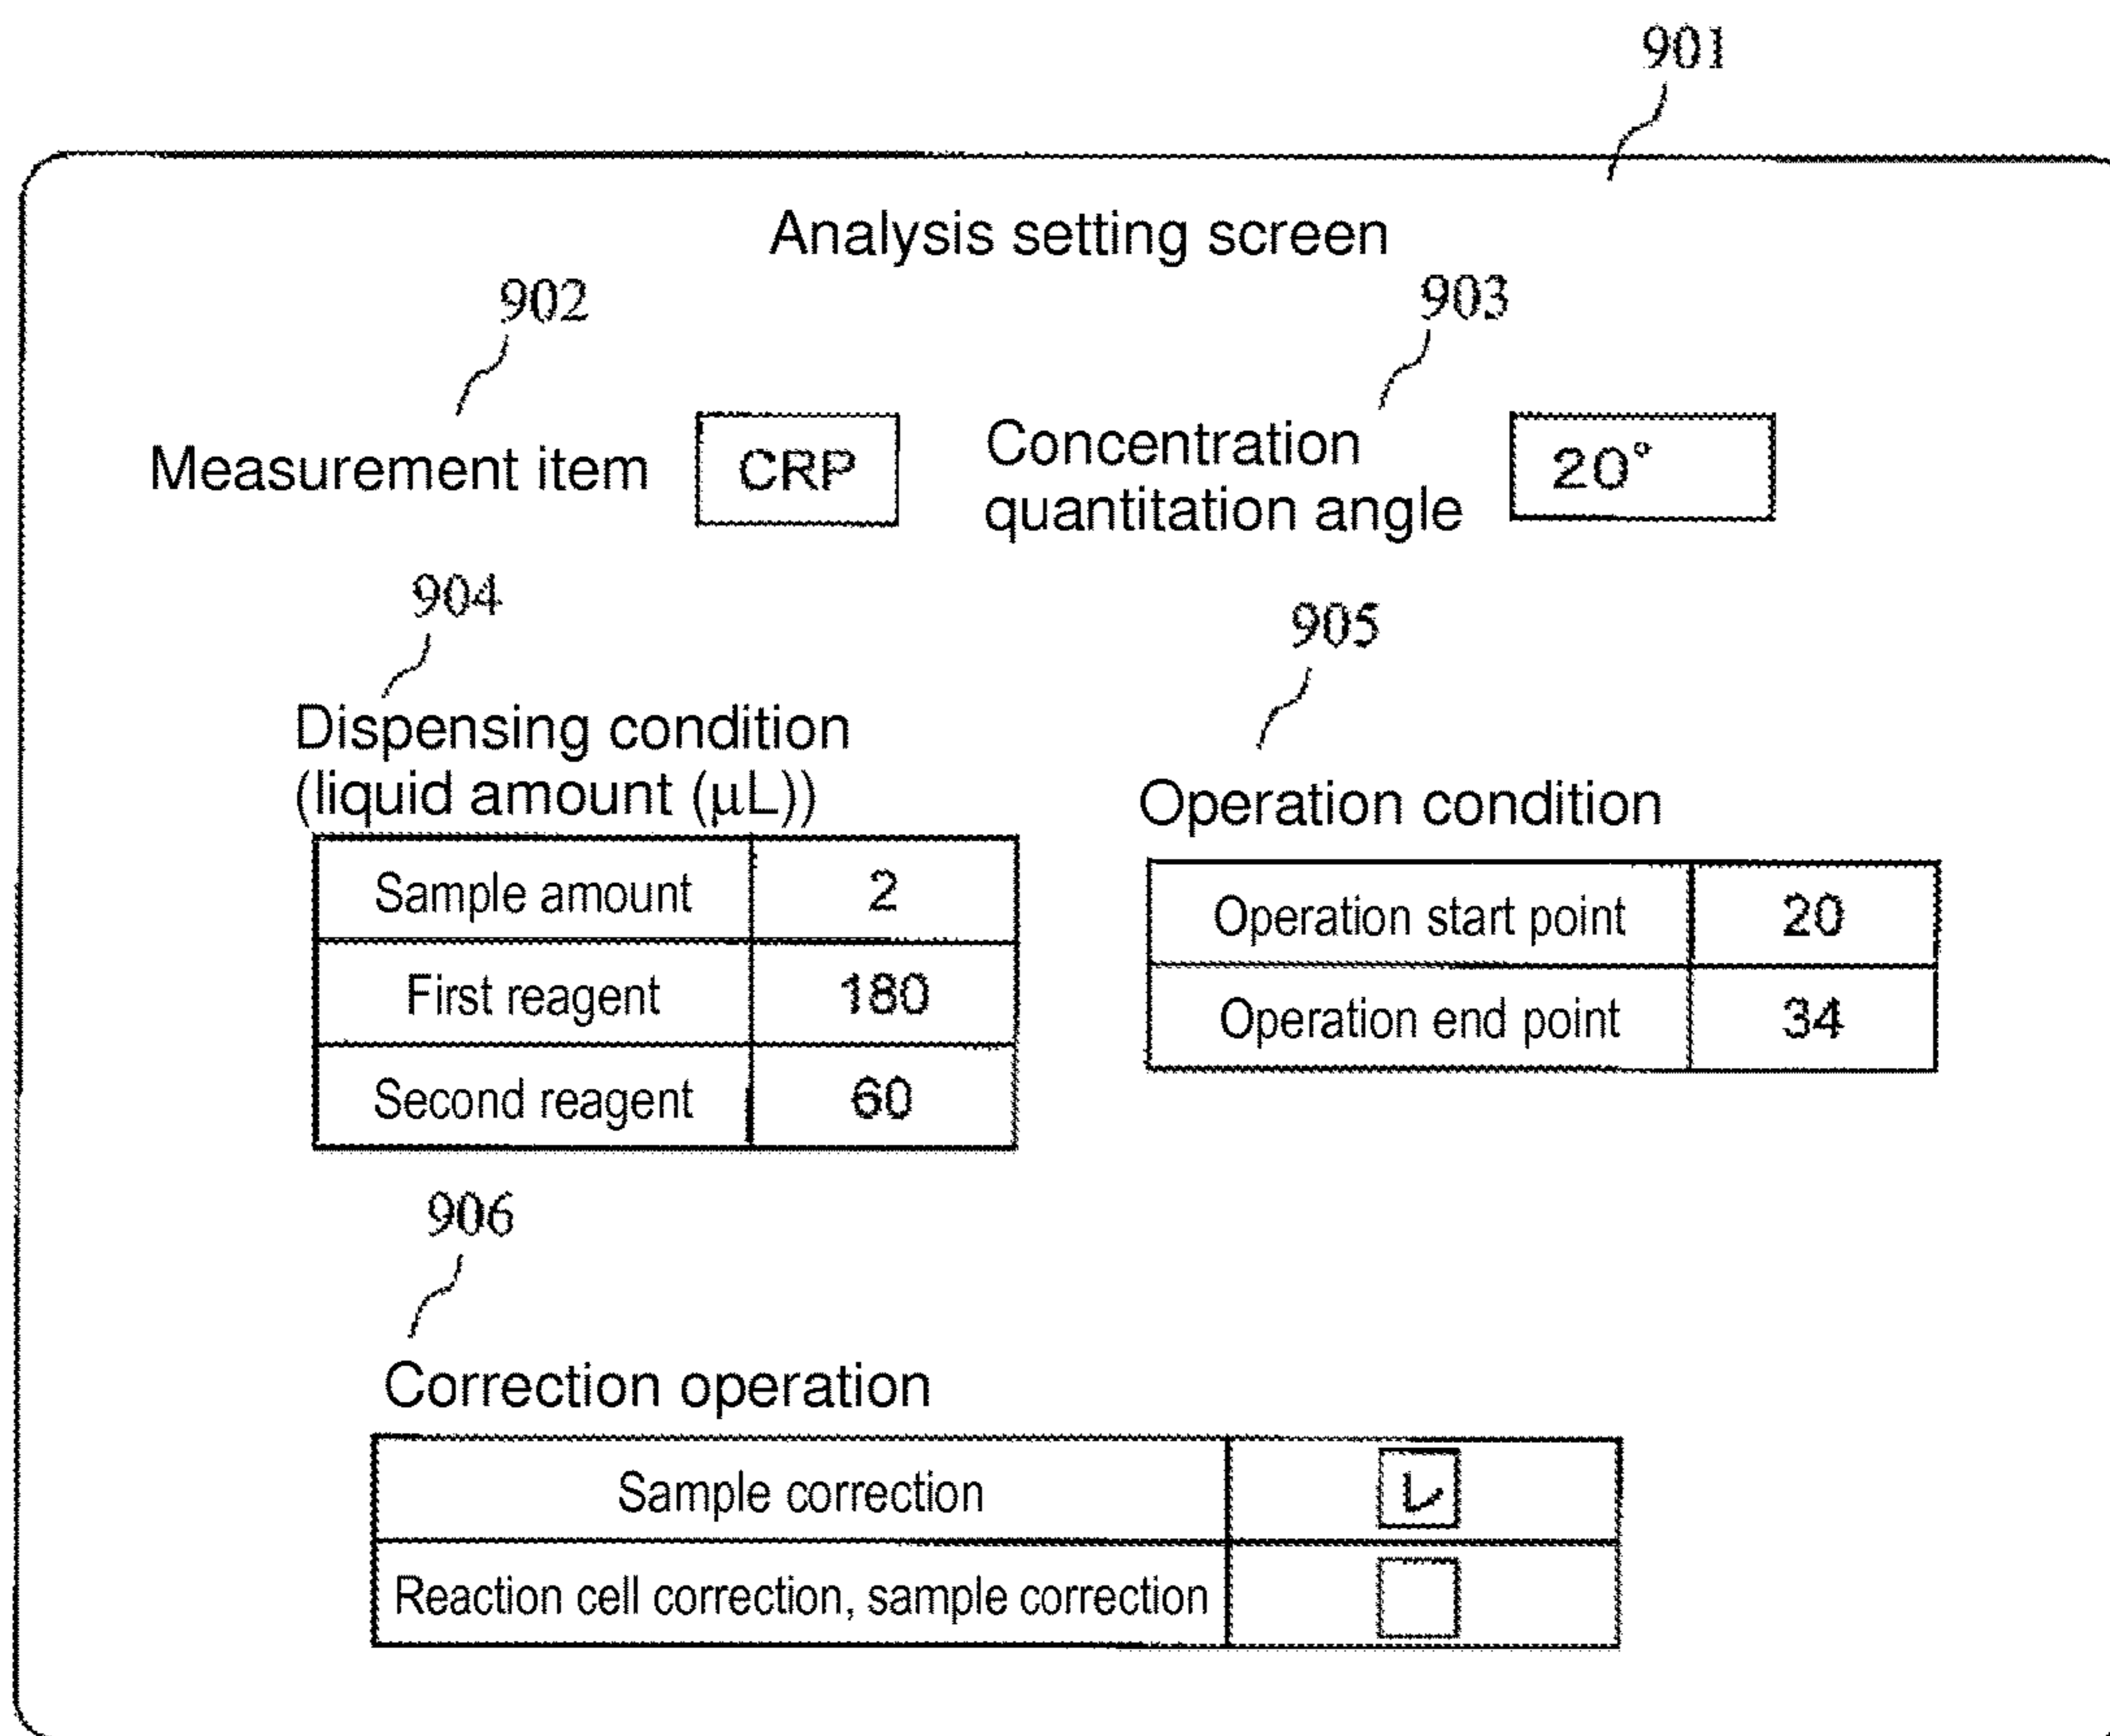 901
Analysis setting screen
902
903
Measurement item
CRP
Concentration
quantitation angle
20°
904
905
Dispensing condition
(liquid amount (μL))
Sample amount 2
First reagent 180
Second reagent 60
Operation condition
Operation start point 20
Operation end point 34
906
Correction operation
Sample correction
Reaction cell correction, sample correction